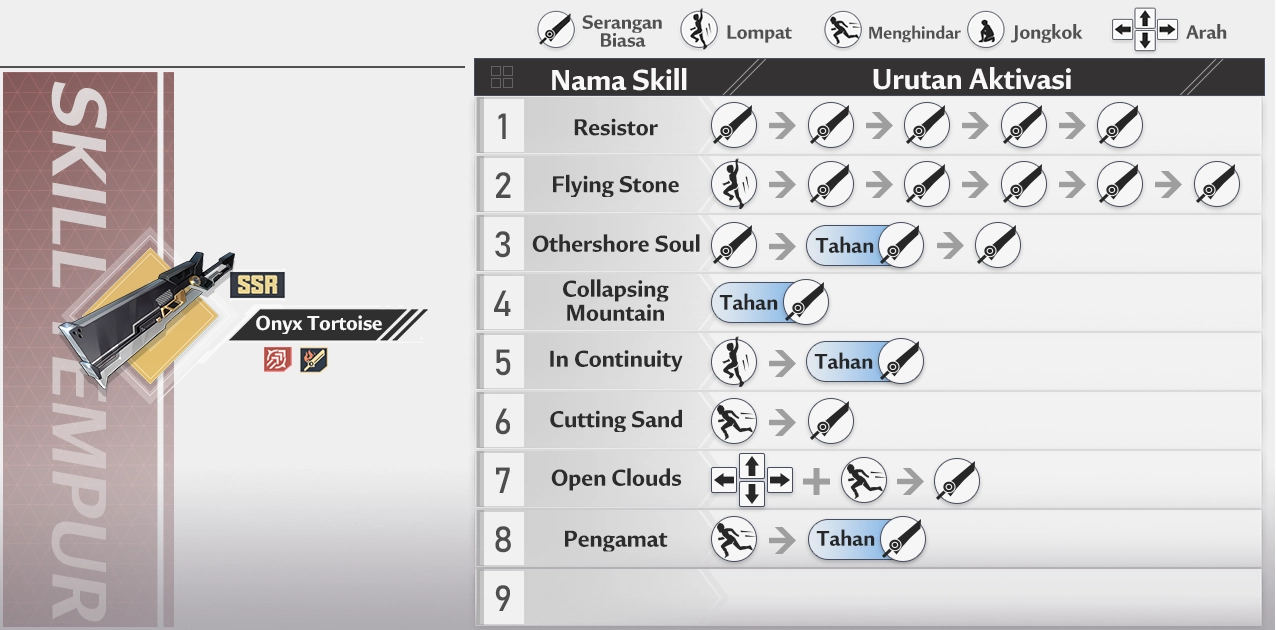 Serangan
Biasa
Lompat
Menghindar
Jongkok
Arah
SKILL TEMPUR
SSR
Onyx Tortoise
Nama Skill
Urutan Aktivasi
1
Resistor
2
Flying Stone
3
Othershore Soul
Tahan
4
Collapsing
Mountain
Tahan
5
In Continuity
Tahan
6
Cutting Sand
7
Open Clouds
8
Pengamat
Tahan
9